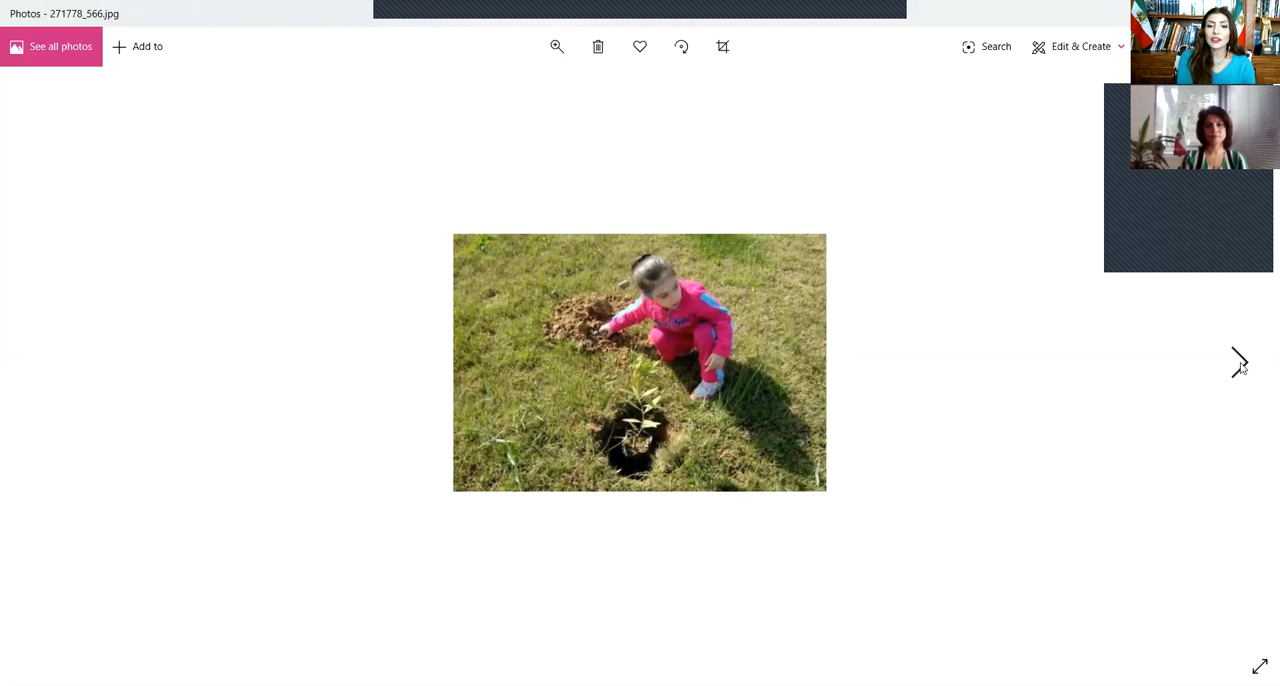 Photos - 271778_566.jpg
See all photos
Add to
Search
Edit & Create